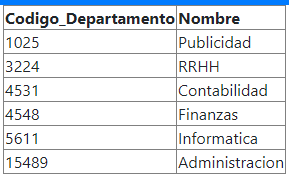 Codigo_Departamento Nombre
1025 Publicidad
3224 RRHH
4531 Contabilidad
4548 Finanzas
5611 Informatica
15489 Administracion